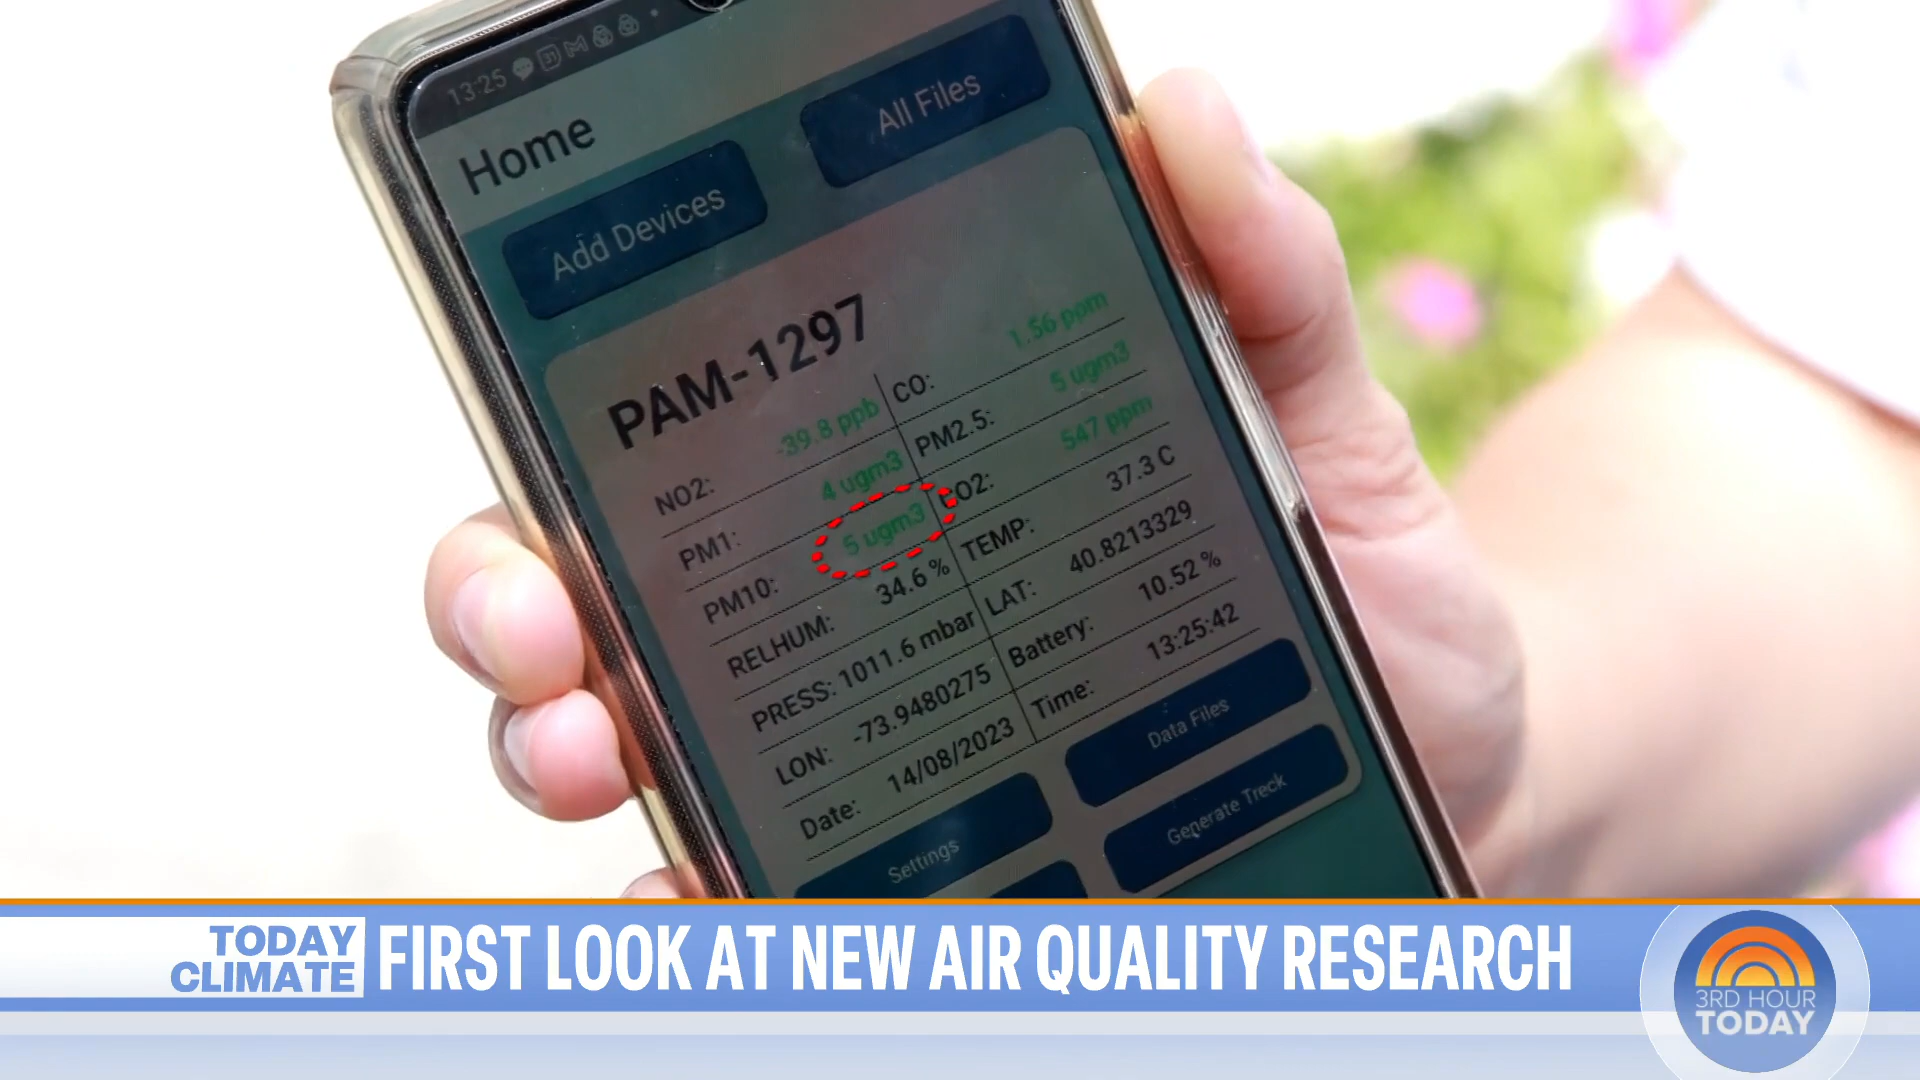 13:25
Home
Add Devices
All Files
PAM-1297
NO2: -39.8 ppb CO: 1.56 ppm
PM1: 4 ugm3 PM2.5: 5 ugm3
PM10: 5 ugm3 CO2: 547 ppm
RELHUM: 34.6 % TEMP: 37.3 C
PRESS: 1011.6 mbar LAT: 40.8213329
LON: -73.9480275 Battery: 10.52 %
Date: 14/08/2023 Time: 13:25:42
Settings
Data Files
Generate Treck
TODAY
CLIMATE
FIRST LOOK AT NEW AIR QUALITY RESEARCH
3RD HOUR
TODAY